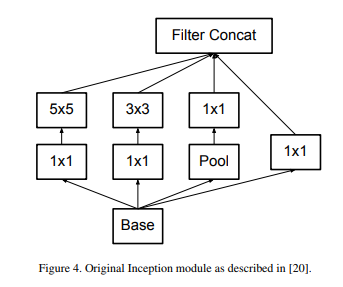 Filter Concat
5x5
3x3
1x1
1x1
1x1
Pool
1x1
Base
Figure 4. Original Inception module as described in [20].